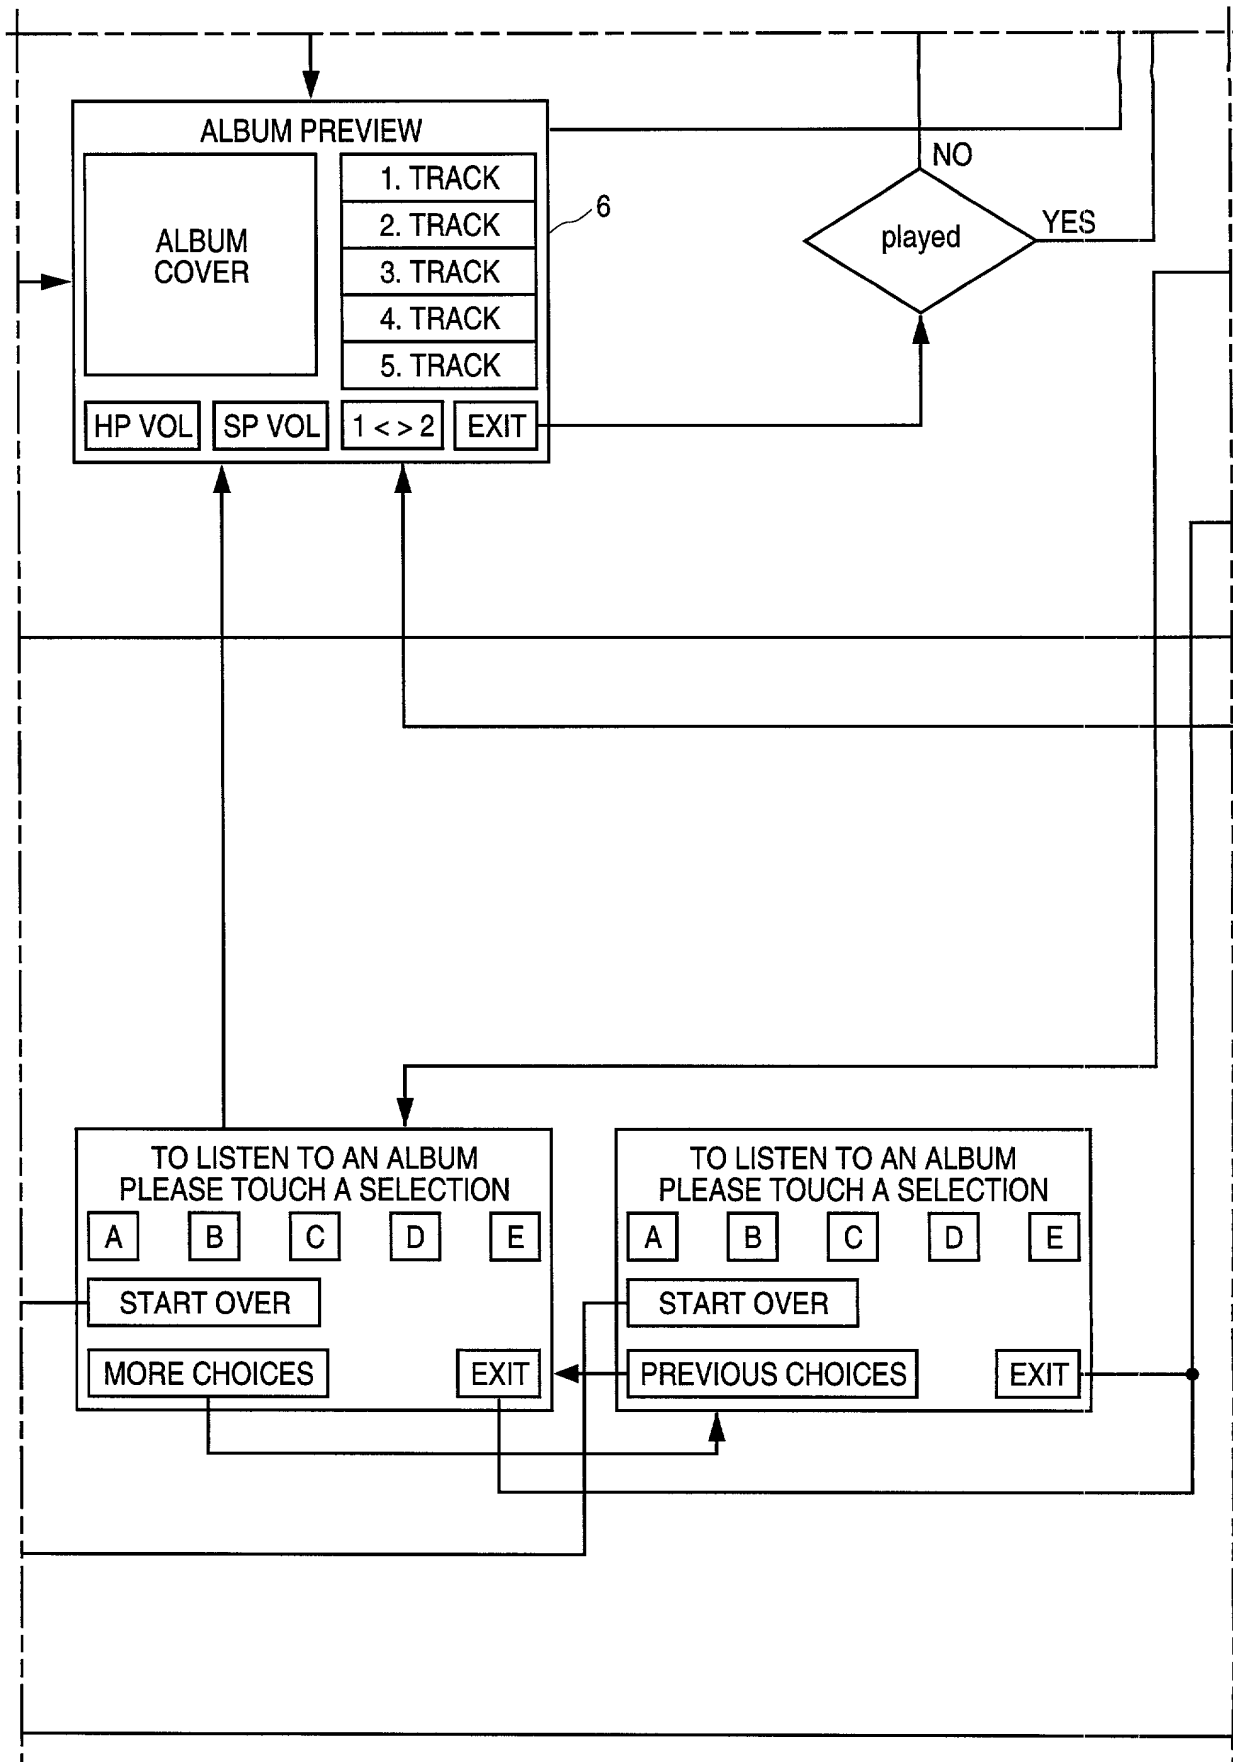 ALBUM PREVIEW
ALBUM
COVER
1. TRACK
2. TRACK
3. TRACK
4. TRACK
5. TRACK
HP VOL
SP VOL
1 < > 2
EXIT
6
NO
played
YES
TO LISTEN TO AN ALBUM
PLEASE TOUCH A SELECTION
A
B
C
D
E
START OVER
MORE CHOICES
EXIT
TO LISTEN TO AN ALBUM
PLEASE TOUCH A SELECTION
A
B
C
D
E
START OVER
PREVIOUS CHOICES
EXIT